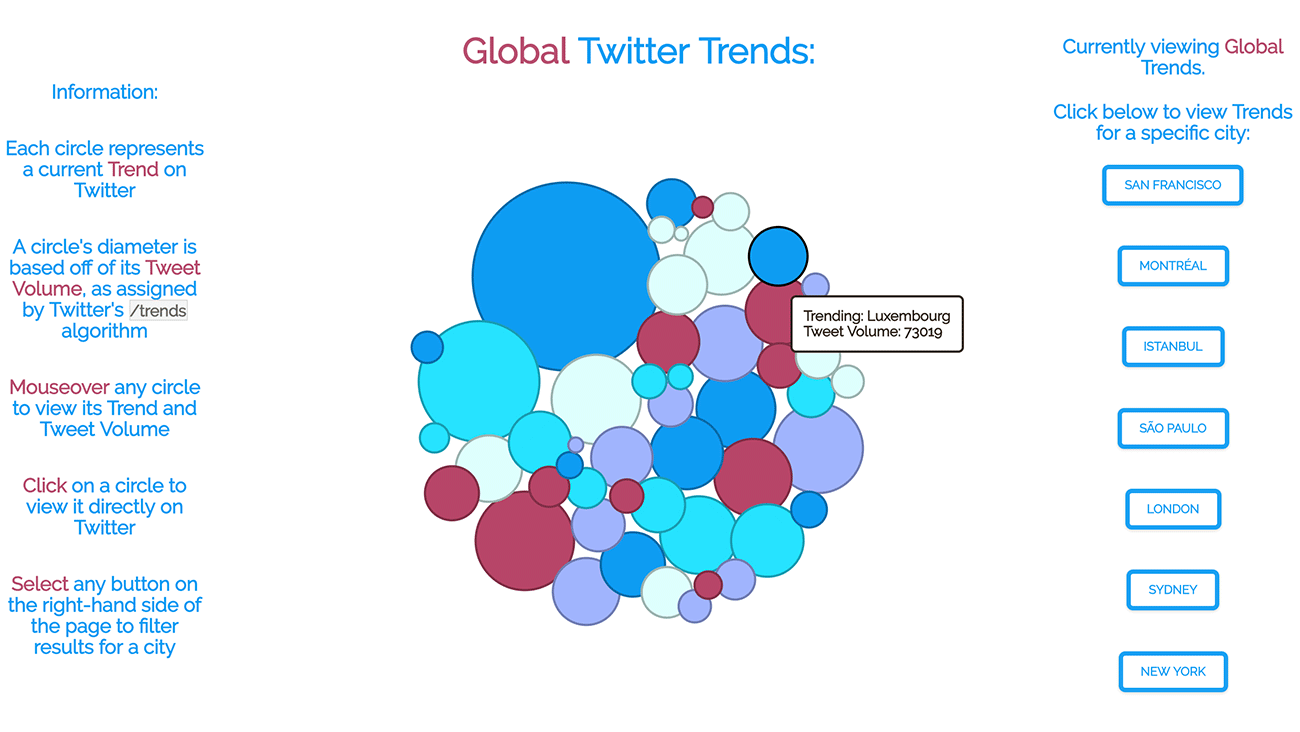 Global Twitter Trends:
Information:
Each circle represents
a current Trend on
Twitter
A circle's diameter is
based off of its Tweet
Volume, as assigned
by Twitter's /trends
algorithm
Mouseover any circle
to view its Trend and
Tweet Volume
Click on a circle to
view it directly on
Twitter
Select any button on
the right-hand side of
the page to filter
results for a city
Trending: Luxembourg
Tweet Volume: 73019
Currently viewing Global
Trends.
Click below to view Trends
for a specific city:
SAN FRANCISCO
MONTRÉAL
ISTANBUL
SÃO PAULO
LONDON
SYDNEY
NEW YORK